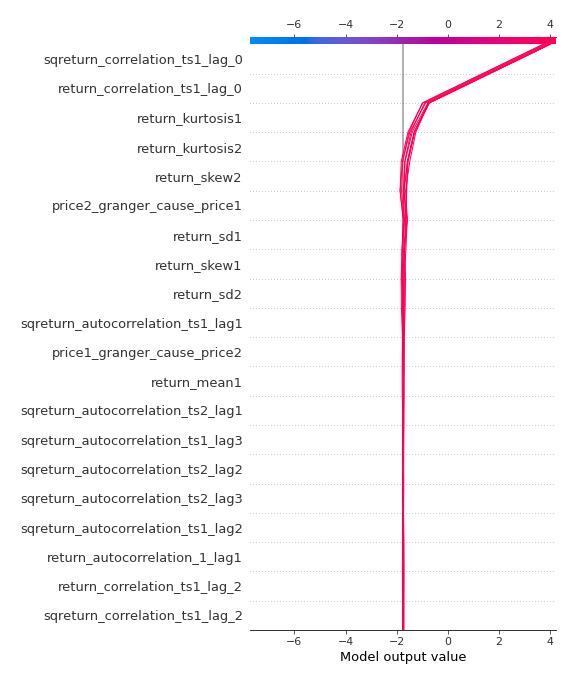 −6 −4 −2 0 2 4
sqreturn_correlation_ts1_lag_0
return_correlation_ts1_lag_0
return_kurtosis1
return_kurtosis2
return_skew2
price2_granger_cause_price1
return_sd1
return_skew1
return_sd2
sqreturn_autocorrelation_ts1_lag1
price1_granger_cause_price2
return_mean1
sqreturn_autocorrelation_ts2_lag1
sqreturn_autocorrelation_ts1_lag3
sqreturn_autocorrelation_ts2_lag2
sqreturn_autocorrelation_ts2_lag3
sqreturn_autocorrelation_ts1_lag2
return_autocorrelation_1_lag1
return_correlation_ts1_lag_2
sqreturn_correlation_ts1_lag_2
−6 −4 −2 0 2 4
Model output value